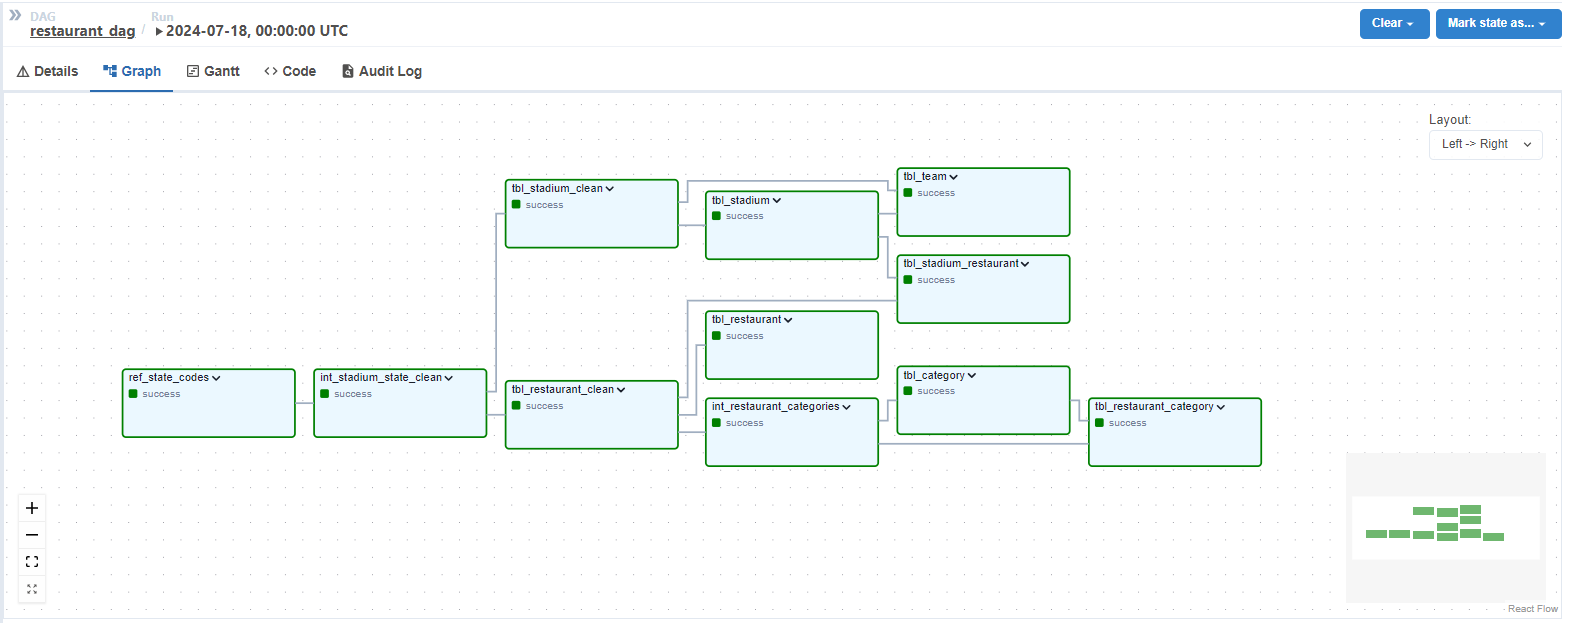 DAG
Run
restaurant_dag / 2024-07-18, 00:00:00 UTC
Clear
Mark state as...
Details
Graph
Gantt
Code
Audit Log
Layout:
Left -> Right
tbl_stadium_clean
success
tbl_stadium
success
tbl_team
success
tbl_stadium_restaurant
success
tbl_restaurant
success
ref_state_codes
success
int_stadium_state_clean
success
tbl_restaurant_clean
success
int_restaurant_categories
success
tbl_category
success
tbl_restaurant_category
success
React Flow